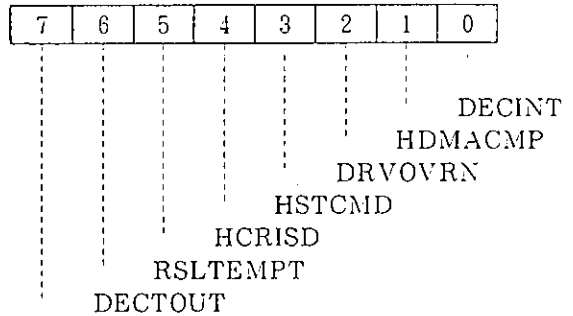 7 6 5 4 3 2 1 0
DECINT
HDMACMP
DRVOVRN
HSTCMD
HCRISD
RSLTEMPT
DECTOUT